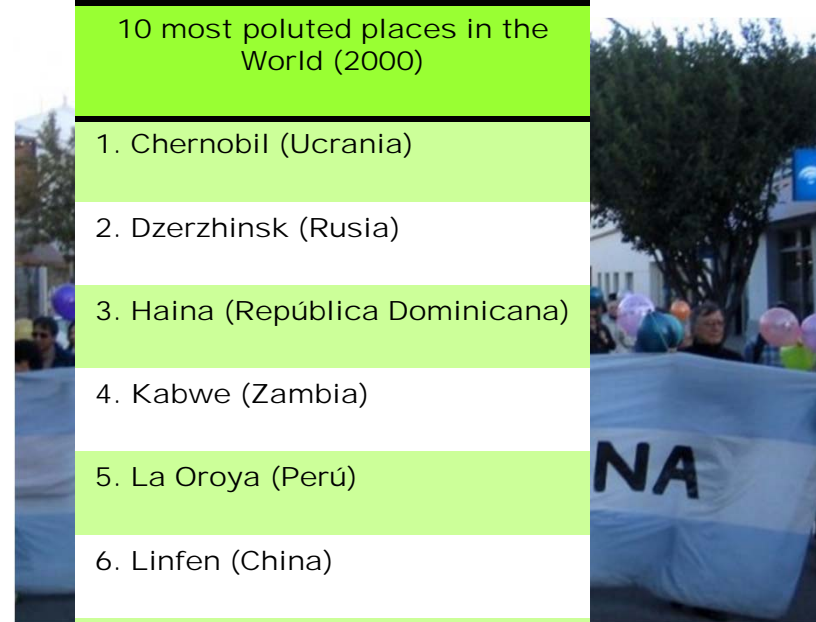 10 most poluted places in the
World (2000)
1. Chernobil (Ucrania)
2. Dzerzhinsk (Rusia)
3. Haina (República Dominicana)
4. Kabwe (Zambia)
5. La Oroya (Perú)
NA
6. Linfen (China)